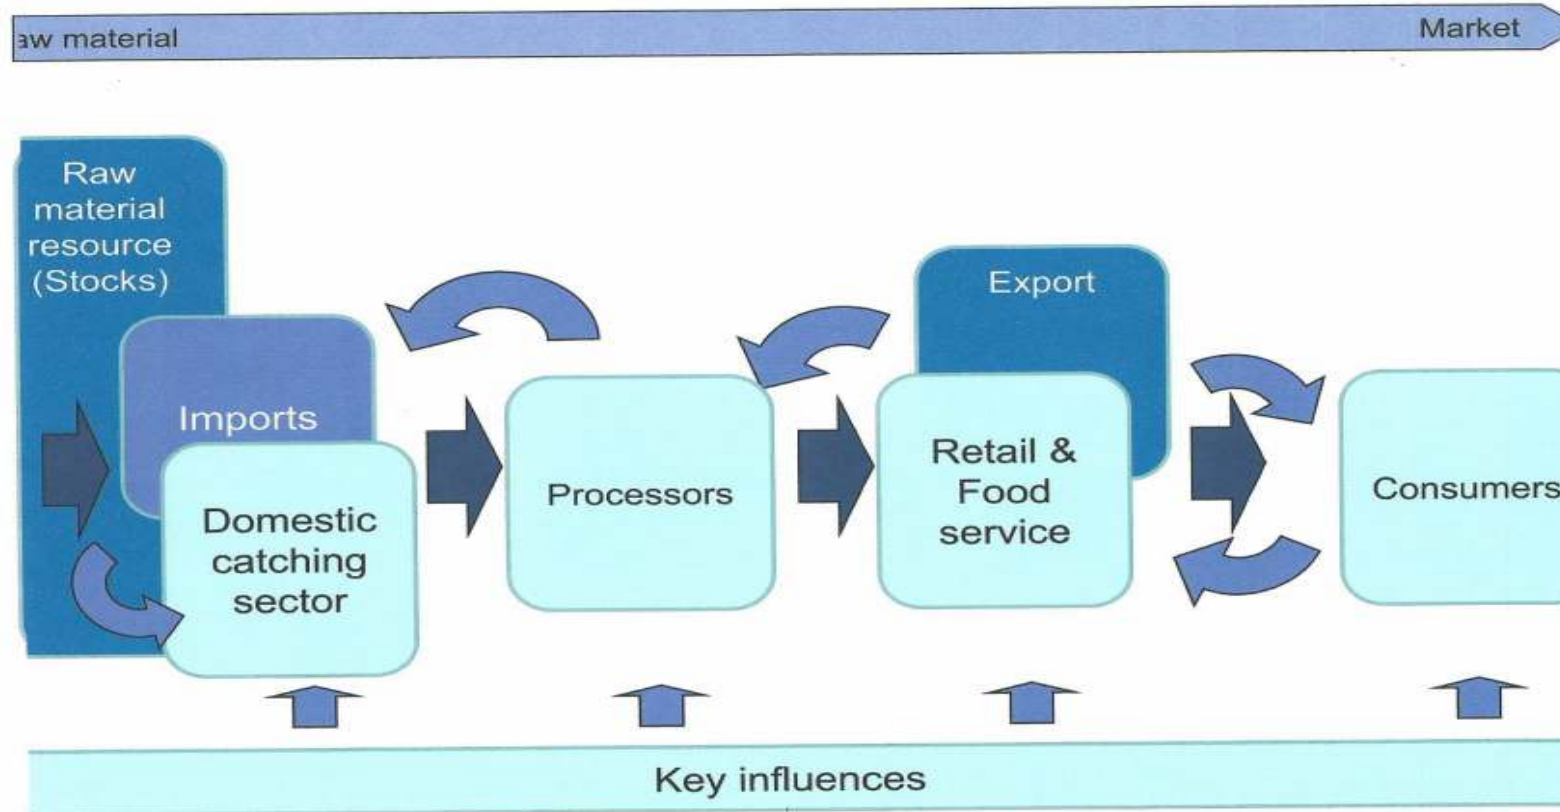 aw material
Market
Raw
material
resource
(Stocks)
Imports
Domestic
catching
sector
Processors
Export
Retail &
Food
service
Consumers
Key influences